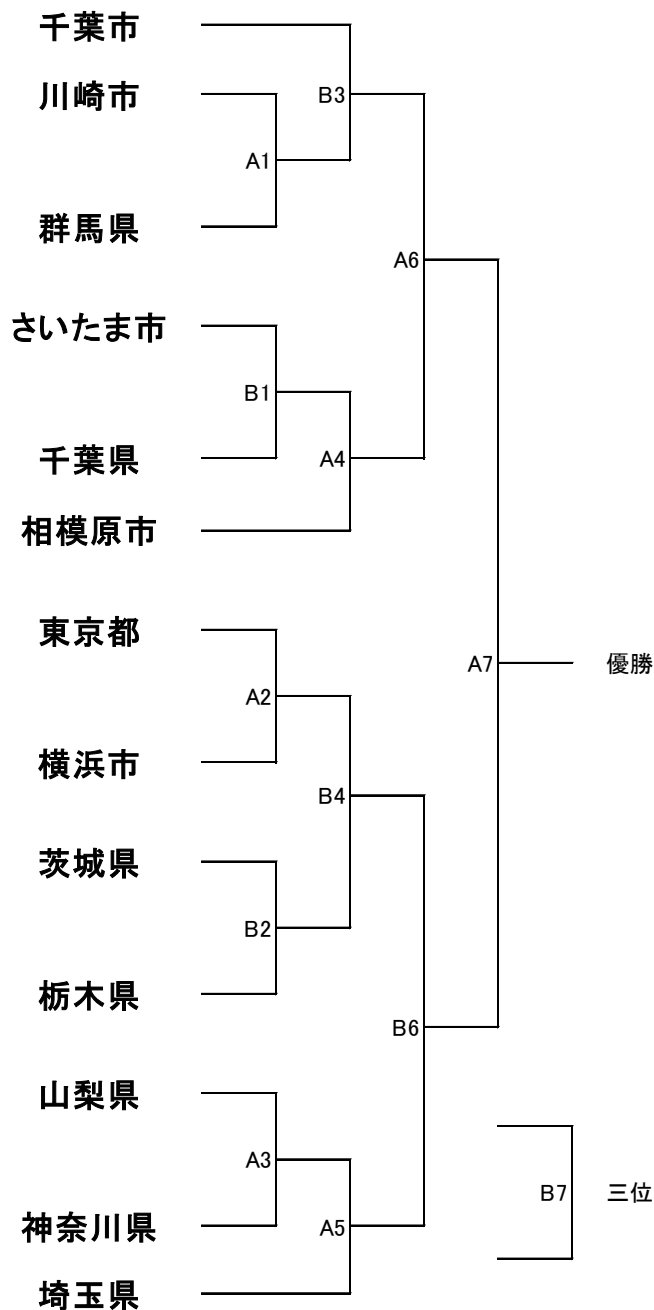 千葉市
川崎市
B3
A1
群馬県
A6
さいたま市
B1
千葉県
A4
相模原市
東京都
A7
優勝
A2
横浜市
B4
茨城県
B2
栃木県
B6
山梨県
A3
B7
三位
神奈川県
A5
埼玉県